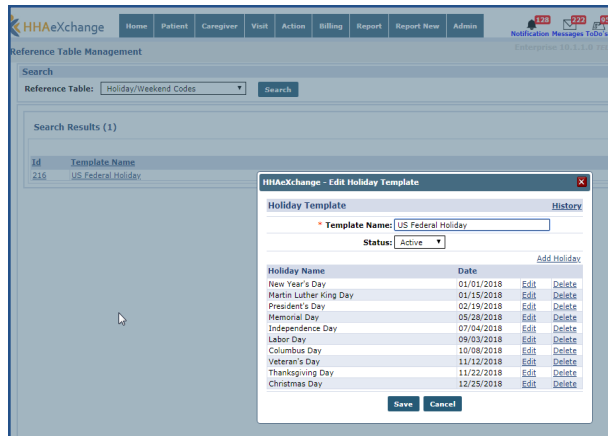 HHAeXchange Home Patient Caregiver Visit Action Billing Report Report New Admin 128 222
Notification Messages ToDo's
Reference Table Management Enterprise 10.1.1.0
Search
Reference Table: Holiday/Weekend Codes Search
Search Results (1)
Id Template Name
216 US Federal Holiday
HHAeXchange - Edit Holiday Template X
Holiday Template History
* Template Name: US Federal Holiday
Status: Active
Add Holiday
Holiday Name Date
New Year's Day 01/01/2018 Edit Delete
Martin Luther King Day 01/15/2018 Edit Delete
President's Day 02/19/2018 Edit Delete
Memorial Day 05/28/2018 Edit Delete
Independence Day 07/04/2018 Edit Delete
Labor Day 09/03/2018 Edit Delete
Columbus Day 10/08/2018 Edit Delete
Veteran's Day 11/12/2018 Edit Delete
Thanksgiving Day 11/22/2018 Edit Delete
Christmas Day 12/25/2018 Edit Delete
Save Cancel